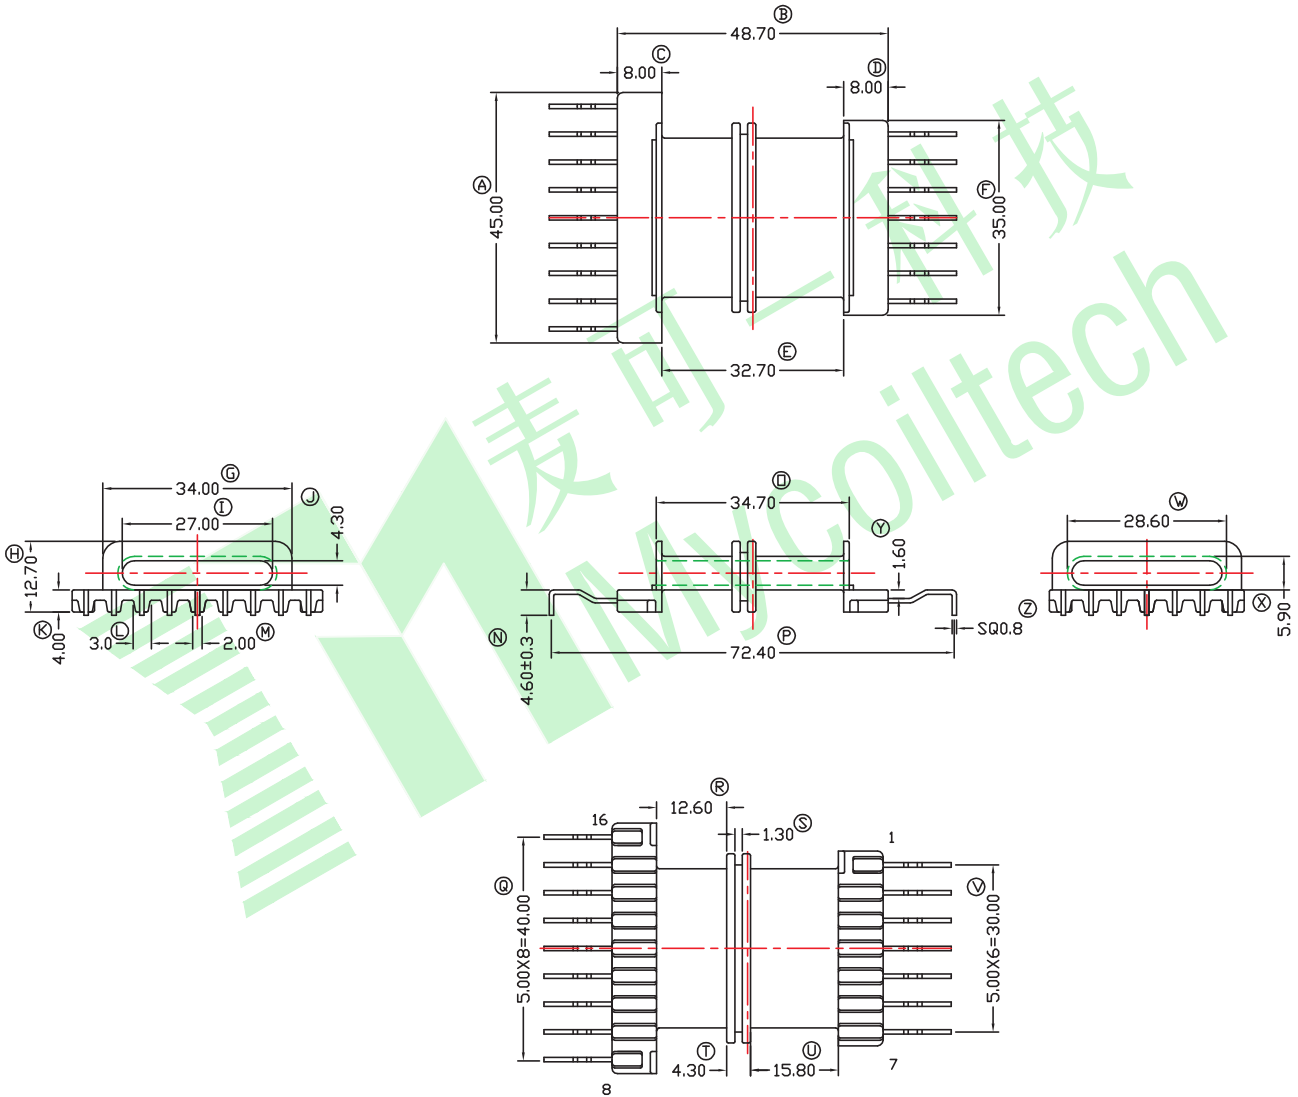 B
48.70
C
8.00
D
8.00
A
45.00
F
35.00
E
32.70
麦可一科技
Mycoiltech
G
34.00
I
27.00
J
4.30
H
12.70
K
4.00
L
3.0
M
2.00
O
34.70
Y
1.60
N
4.60±0.3
P
72.40
Z
SQ0.8
W
28.60
X
5.90
R
12.60
S
1.30
16
1
Q
5.00X8=40.00
V
5.00X6=30.00
T
4.30
U
15.80
8
7